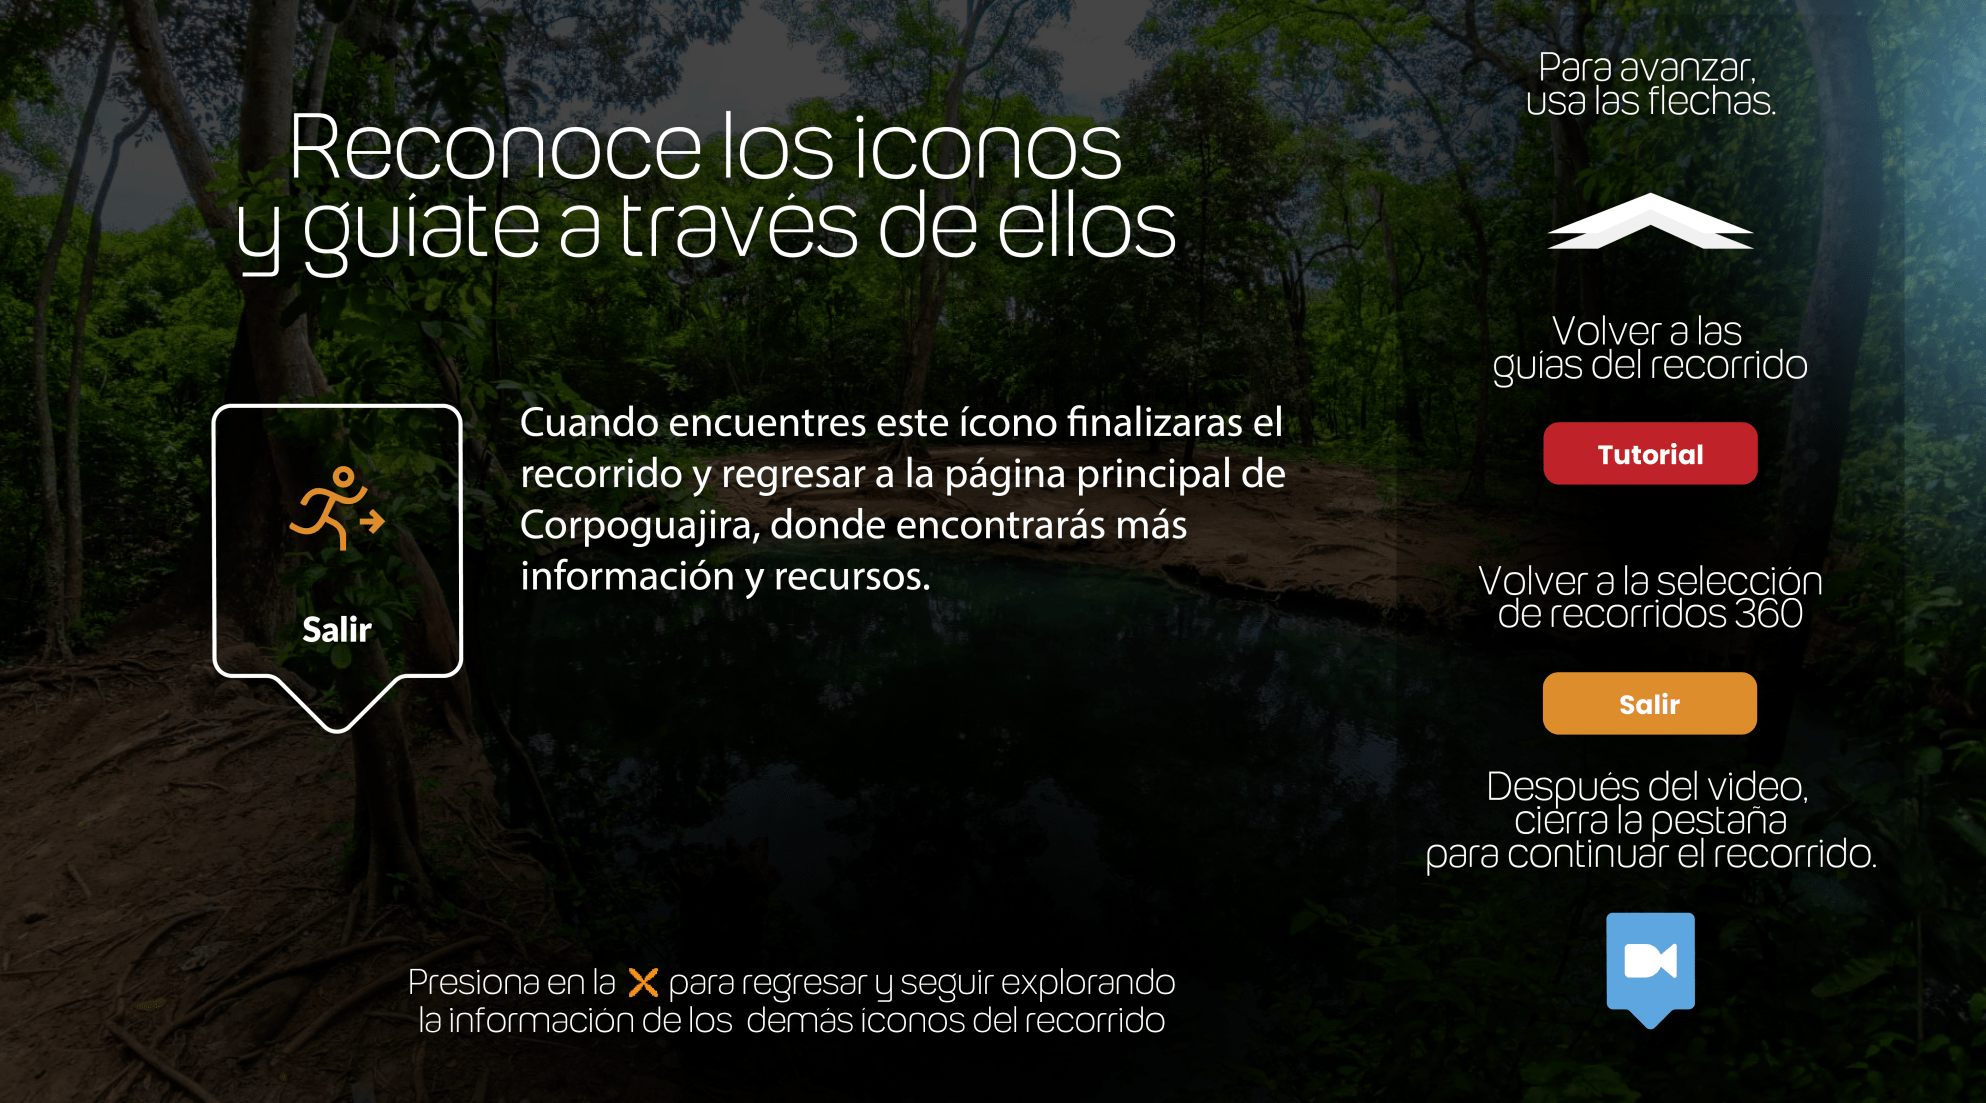 Reconoce los iconos
y guíate a través de ellos
Salir
Cuando encuentres este ícono finalizaras el
recorrido y regresar a la página principal de
Corpoguajira, donde encontrarás más
información y recursos.
Presiona en la para regresar y seguir explorando
la información de los demás íconos del recorrido
Para avanzar,
usa las flechas.
Volver a las
guías del recorrido
Tutorial
Volver a la selección
de recorridos 360
Salir
Después del video,
cierra la pestaña
para continuar el recorrido.